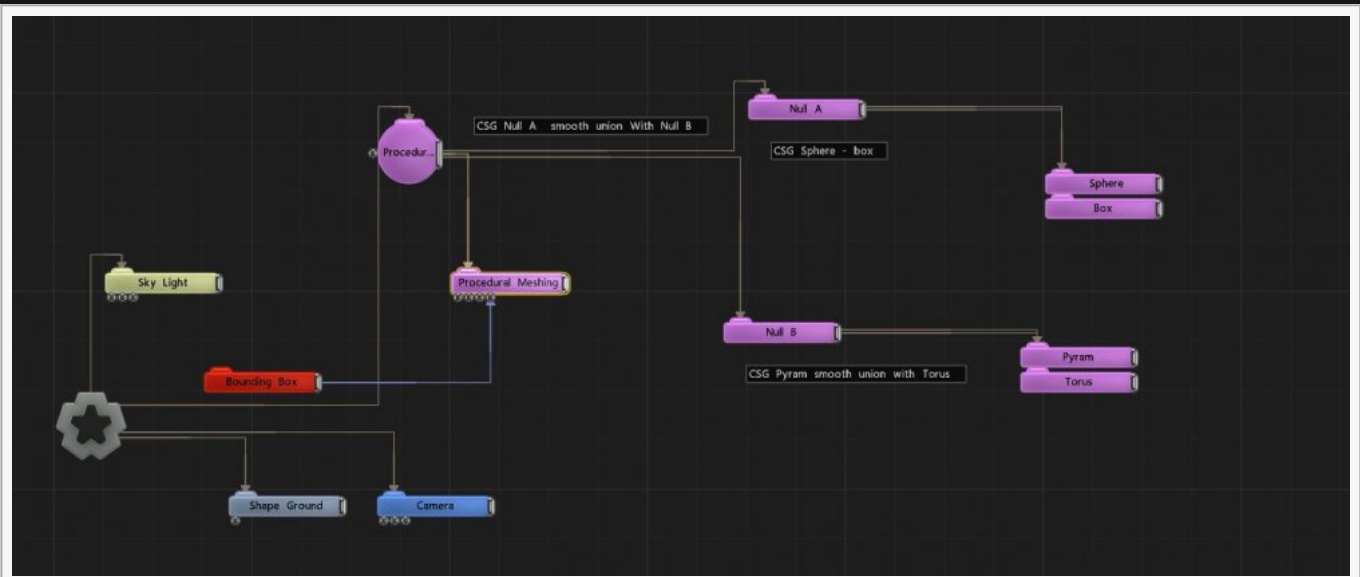 Null A
CSG Null A smooth union With Null B
Procedur...
CSG Sphere - box
Sphere
Box
Sky Light
Procedural Meshing
Null B
Pyram
CSG Pyram smooth union with Torus
Torus
Bounding Box
Shape Ground
Camera